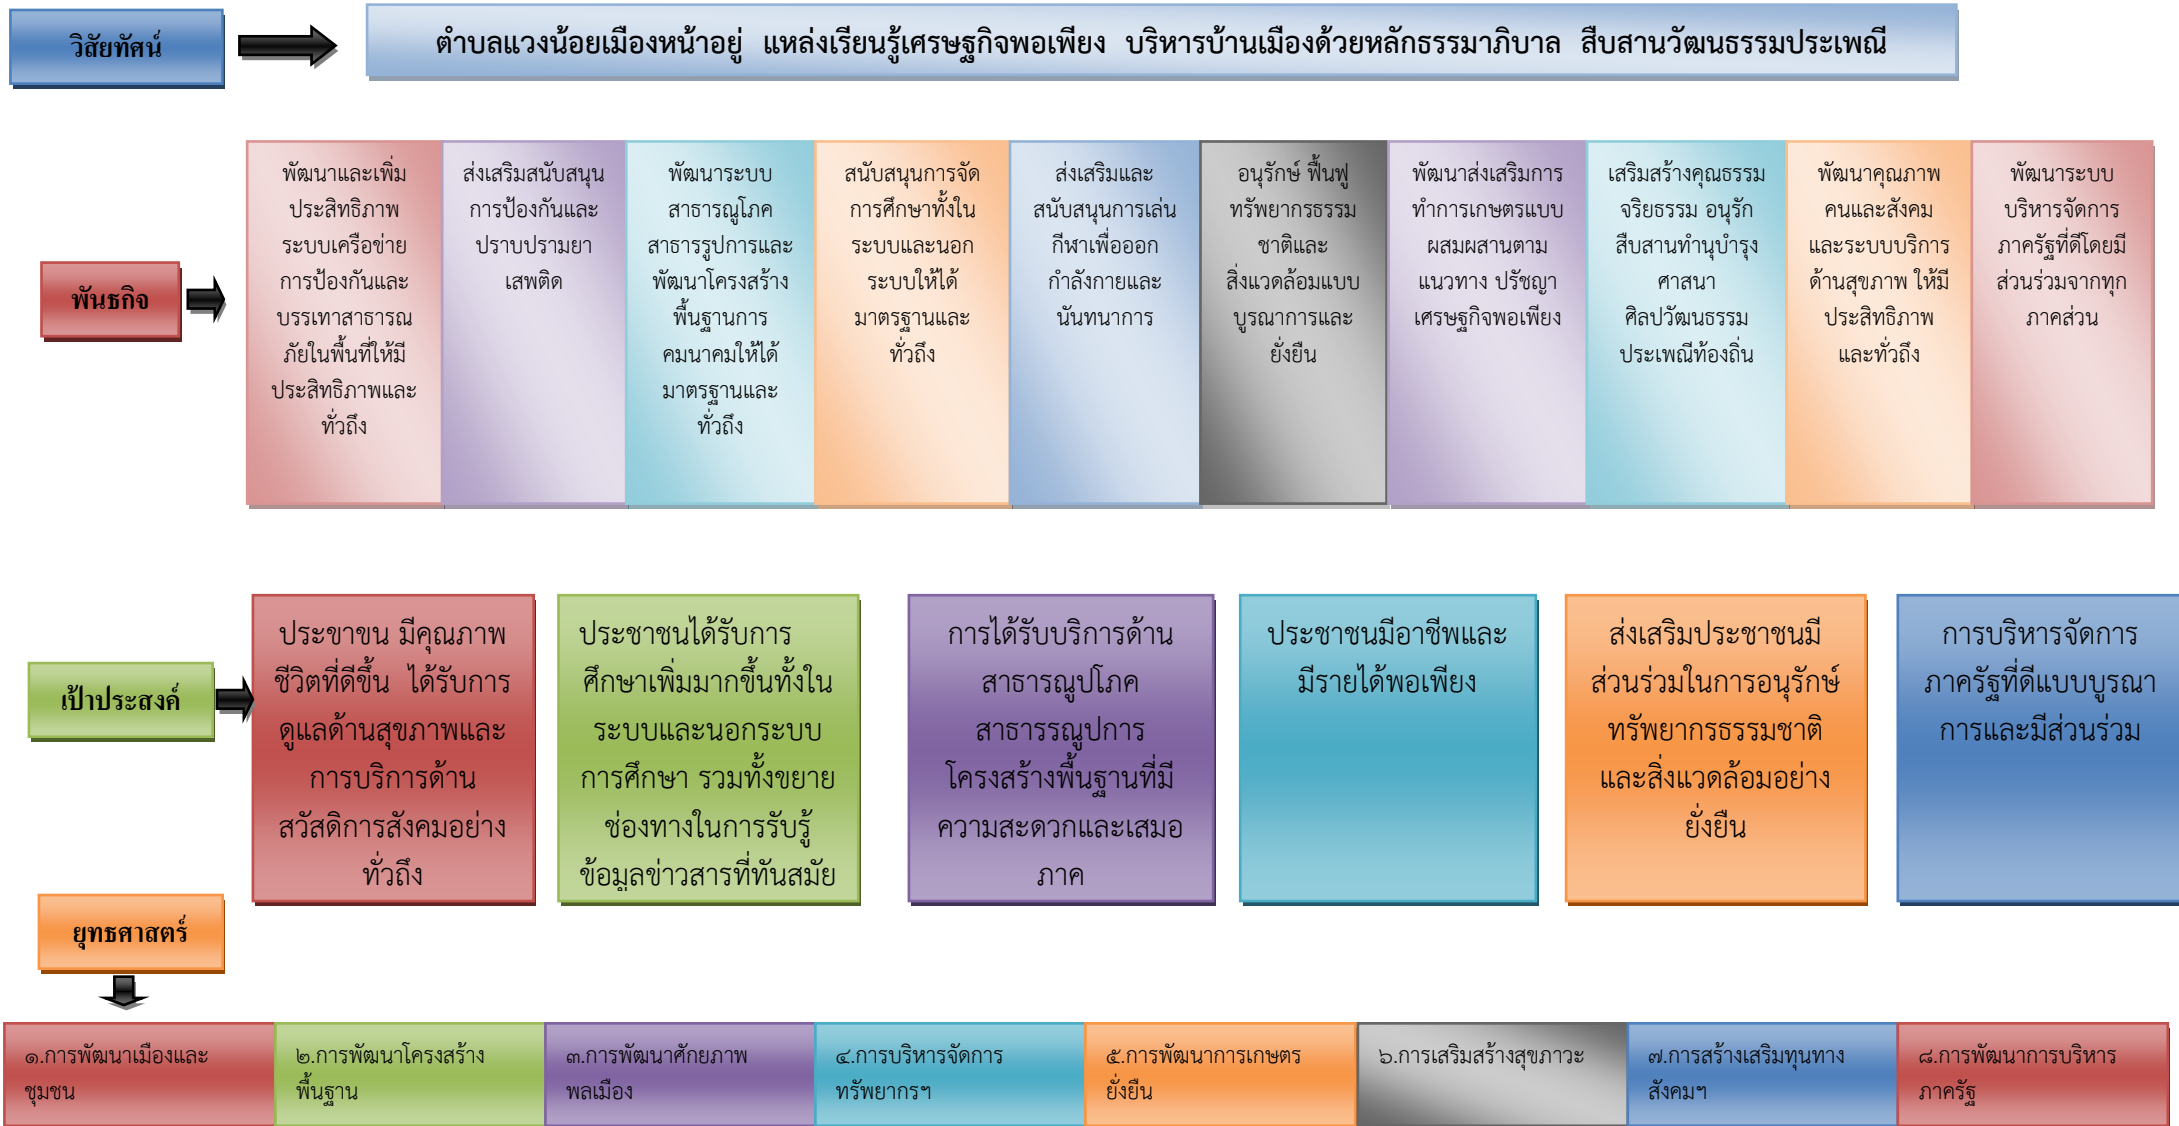 วิสัยทัศน์
ตำบลแวงน้อยเมืองหน้าอยู่ แหล่งเรียนรู้เศรษฐกิจพอเพียง บริหารบ้านเมืองด้วยหลักธรรมาภิบาล สืบสานวัฒนธรรมประเพณี
พันธกิจ
พัฒนาและเพิ่ม
ประสิทธิภาพ
ระบบเครือข่าย
การป้องกันและ
บรรเทาสาธารณ
ภัยในพื้นที่ให้มี
ประสิทธิภาพและ
ทั่วถึง
ส่งเสริมสนับสนุน
การป้องกันและ
ปราบปรามยา
เสพติด
พัฒนาระบบ
สาธารณูโภค
สาธารรูปการและ
พัฒนาโครงสร้าง
พื้นฐานการ
คมนาคมให้ได้
มาตรฐานและ
ทั่วถึง
สนับสนุนการจัด
การศึกษาทั้งใน
ระบบและนอก
ระบบให้ได้
มาตรฐานและ
ทั่วถึง
ส่งเสริมและ
สนับสนุนการเล่น
กีฬาเพื่อออก
กำลังกายและ
นันทนาการ
อนุรักษ์ ฟื้นฟู
ทรัพยากรธรรม
ชาติและ
สิ่งแวดล้อมแบบ
บูรณาการและ
ยั่งยืน
พัฒนาส่งเสริมการ
ทำการเกษตรแบบ
ผสมผสานตาม
แนวทาง ปรัชญา
เศรษฐกิจพอเพียง
เสริมสร้างคุณธรรม
จริยธรรม อนุรัก
สืบสานทำนุบำรุง
ศาสนา
ศิลปวัฒนธรรม
ประเพณีท้องถิ่น
พัฒนาคุณภาพ
คนและสังคม
และระบบบริการ
ด้านสุขภาพ ให้มี
ประสิทธิภาพ
และทั่วถึง
พัฒนาระบบ
บริหารจัดการ
ภาครัฐที่ดีโดยมี
ส่วนร่วมจากทุก
ภาคส่วน
เป้าประสงค์
ประขาขน มีคุณภาพ
ชีวิตที่ดีขึ้น ได้รับการ
ดูแลด้านสุขภาพและ
การบริการด้าน
สวัสดิการสังคมอย่าง
ทั่วถึง
ประชาชนได้รับการ
ศึกษาเพิ่มมากขึ้นทั้งใน
ระบบและนอกระบบ
การศึกษา รวมทั้งขยาย
ช่องทางในการรับรู้
ข้อมูลข่าวสารที่ทันสมัย
การได้รับบริการด้าน
สาธารณูปโภค
สาธารรณูปการ
โครงสร้างพื้นฐานที่มี
ความสะดวกและเสมอ
ภาค
ประชาชนมีอาชีพและ
มีรายได้พอเพียง
ส่งเสริมประชาชนมี
ส่วนร่วมในการอนุรักษ์
ทรัพยากรธรรมชาติ
และสิ่งแวดล้อมอย่าง
ยั่งยืน
การบริหารจัดการ
ภาครัฐที่ดีแบบบูรณา
การและมีส่วนร่วม
ยุทธศาสตร์
๑.การพัฒนาเมืองและ
ชุมชน
๒.การพัฒนาโครงสร้าง
พื้นฐาน
๓.การพัฒนาศักยภาพ
พลเมือง
๔.การบริหารจัดการ
ทรัพยากรฯ
๕.การพัฒนาการเกษตร
ยั่งยืน
๖.การเสริมสร้างสุขภาวะ
๗.การสร้างเสริมทุนทาง
สังคมฯ
๘.การพัฒนาการบริหาร
ภาครัฐ